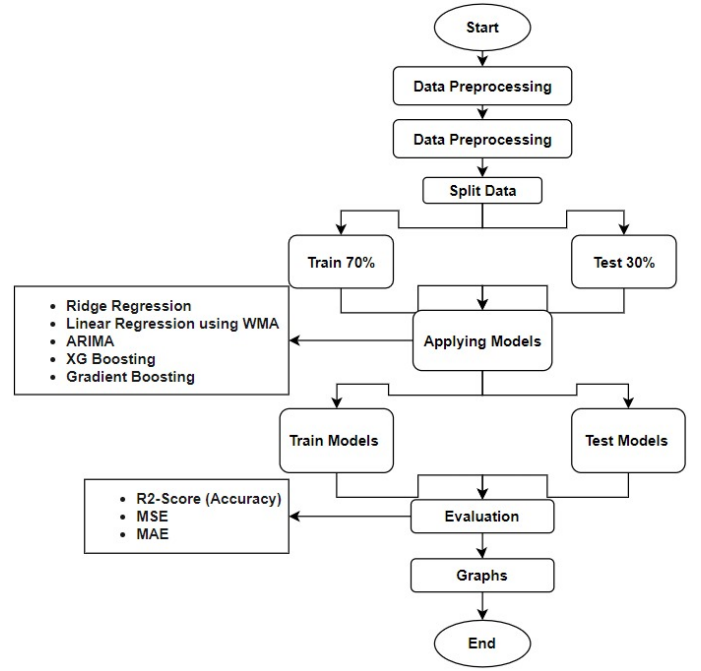 Start
Data Preprocessing
Data Preprocessing
Split Data
Train 70%
Test 30%
• Ridge Regression
• Linear Regression using WMA
• ARIMA
• XG Boosting
• Gradient Boosting
Applying Models
Train Models
Test Models
• R2-Score (Accuracy)
• MSE
• MAE
Evaluation
Graphs
End